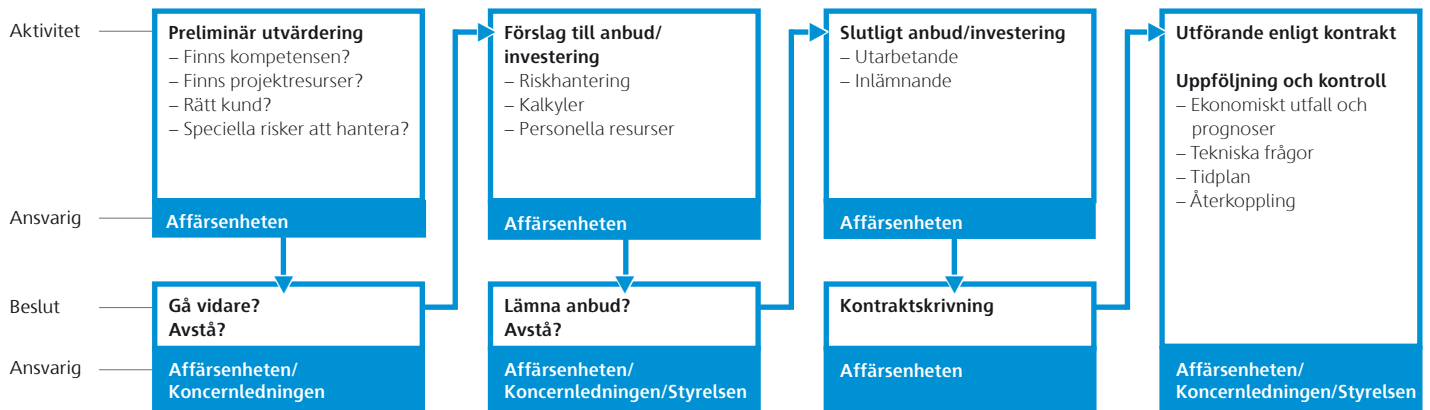 Aktivitet
Preliminär utvärdering
– Finns kompetensen?
– Finns projektresurser?
– Rätt kund?
– Speciella risker att hantera?
Ansvarig
Affärsenheten
Förslag till anbud/
investering
– Riskhantering
– Kalkyler
– Personella resurser
Affärsenheten
Slutligt anbud/investering
– Utarbetande
– Inlämnande
Affärsenheten
Utförande enligt kontrakt
Uppföljning och kontroll
– Ekonomiskt utfall och
prognoser
– Tekniska frågor
– Tidplan
– Återkoppling
Beslut
Gå vidare?
Avstå?
Ansvarig
Affärsenheten/
Koncernledningen
Lämna anbud?
Avstå?
Affärsenheten/
Koncernledningen/Styrelsen
Kontraktskrivning
Affärsenheten
Affärsenheten/
Koncernledningen/Styrelsen